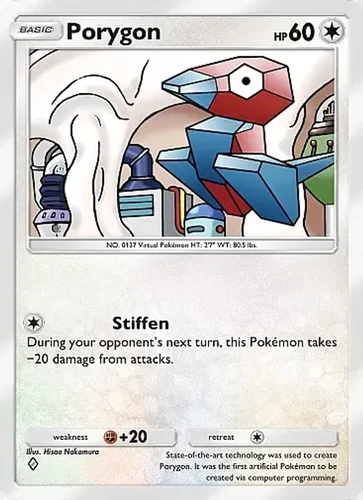 BASIC Porygon HP 60
NO. 0137 Virtual Pokémon HT: 2'7" WT: 80.5 lbs.
Stiffen
During your opponent's next turn, this Pokémon takes
−20 damage from attacks.
weakness +20 retreat
Illus. Hisao Nakamura
State-of-the-art technology was used to create
Porygon. It was the first artificial Pokémon to be
created via computer programming.